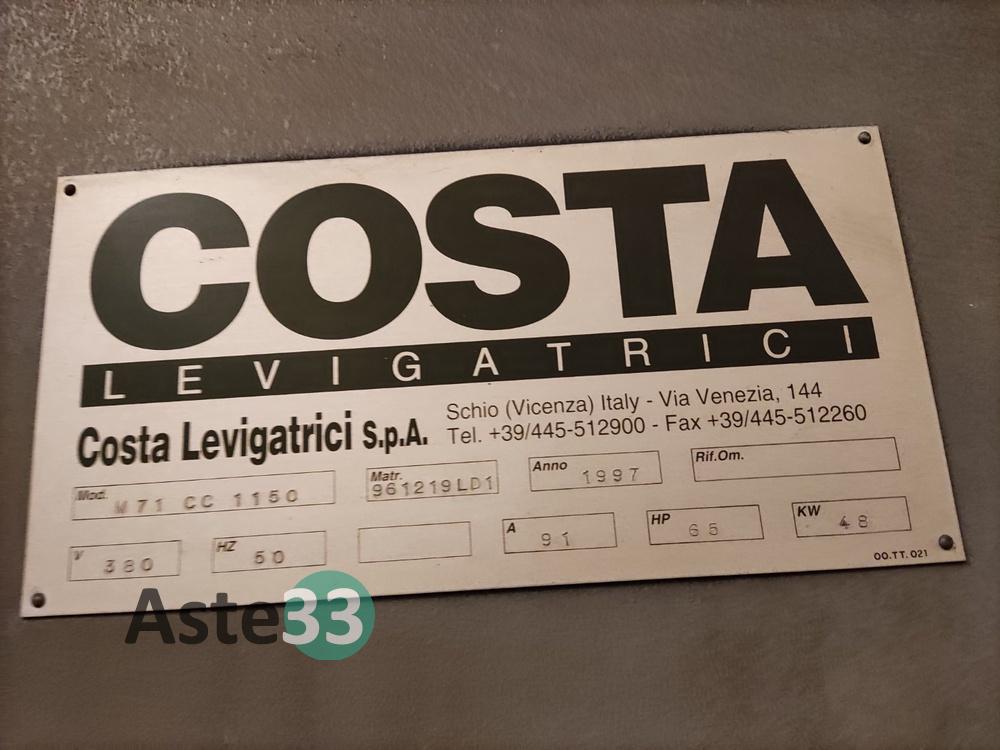 COSTA
LEVIGATRICI
Costa Levigatrici S.p.A.
Schio (Vicenza) Italy - Via Venezia, 144
Tel. +39/445-512900 - Fax +39/445-512260
Mod. M71 CC 1150
Matr. 961219LD1
Anno 1997
Rif.Om.
V 380
HZ 50
A 91
HP 65
KW 48
OO.TT. 021
Aste33